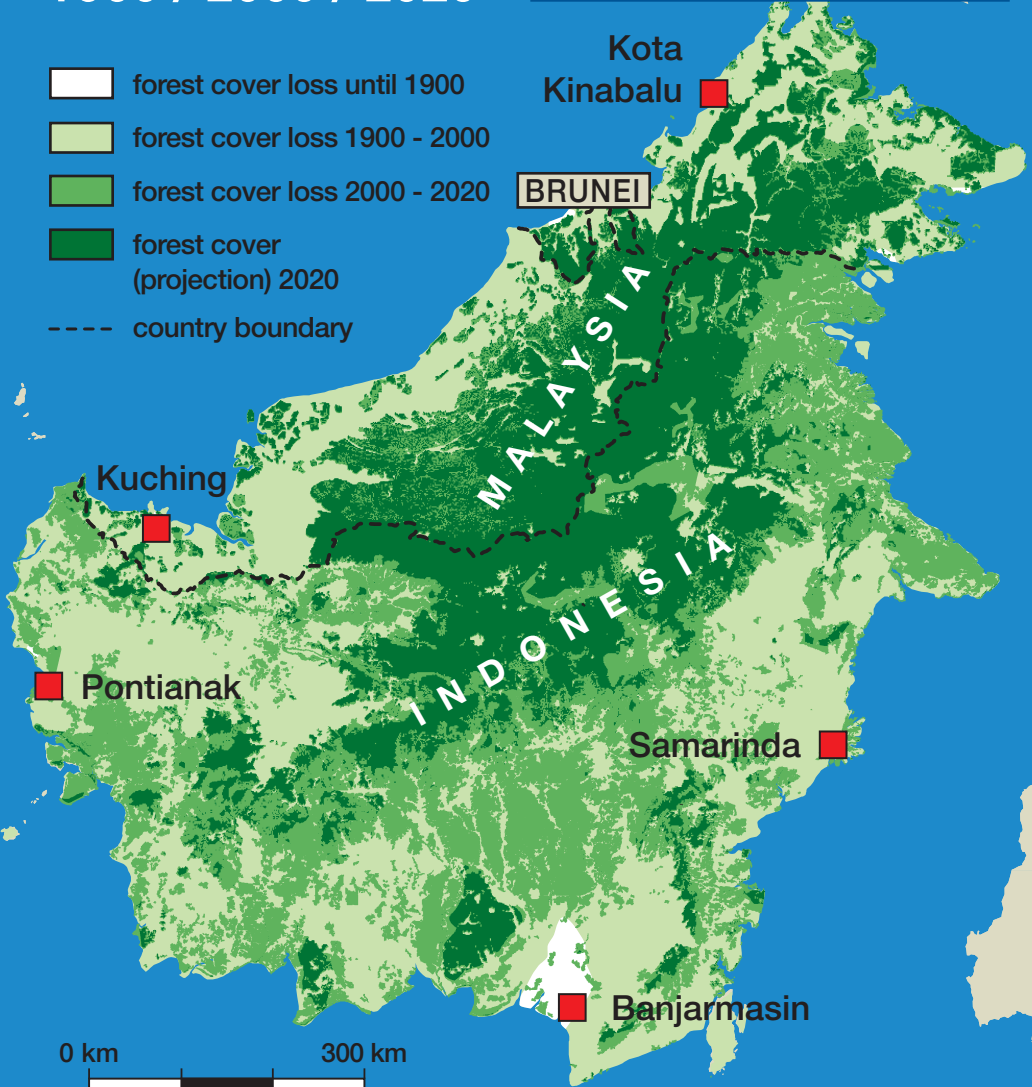 forest cover loss until 1900
forest cover loss 1900 - 2000
forest cover loss 2000 - 2020
forest cover
(projection) 2020
country boundary
Kota
Kinabalu
BRUNEI
MALAYSIA
Kuching
INDONESIA
Pontianak
Samarinda
Banjarmasin
0 km
300 km